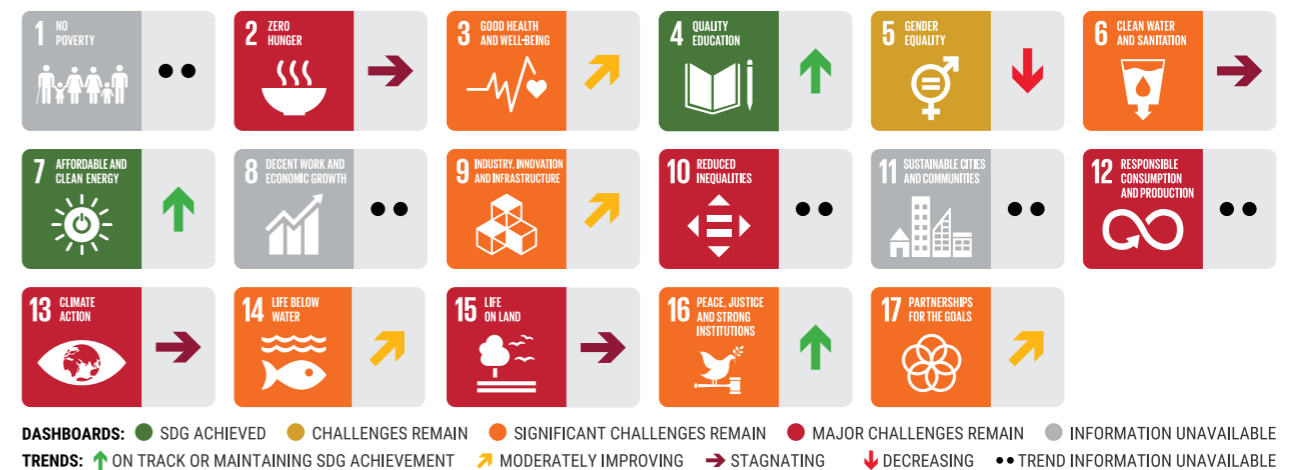 1 NO
POVERTY
2 ZERO
HUNGER
3 GOOD HEALTH
AND WELL-BEING
4 QUALITY
EDUCATION
5 GENDER
EQUALITY
6 CLEAN WATER
AND SANITATION
7 AFFORDABLE AND
CLEAN ENERGY
8 DECENT WORK AND
ECONOMIC GROWTH
9 INDUSTRY, INNOVATION
AND INFRASTRUCTURE
10 REDUCED
INEQUALITIES
11 SUSTAINABLE CITIES
AND COMMUNITIES
12 RESPONSIBLE
CONSUMPTION
AND PRODUCTION
13 CLIMATE
ACTION
14 LIFE BELOW
WATER
15 LIFE
ON LAND
16 PEACE, JUSTICE
AND STRONG
INSTITUTIONS
17 PARTNERSHIPS
FOR THE GOALS
DASHBOARDS: SDG ACHIEVED CHALLENGES REMAIN SIGNIFICANT CHALLENGES REMAIN MAJOR CHALLENGES REMAIN INFORMATION UNAVAILABLE
TRENDS: ON TRACK OR MAINTAINING SDG ACHIEVEMENT MODERATELY IMPROVING STAGNATING DECREASING TREND INFORMATION UNAVAILABLE